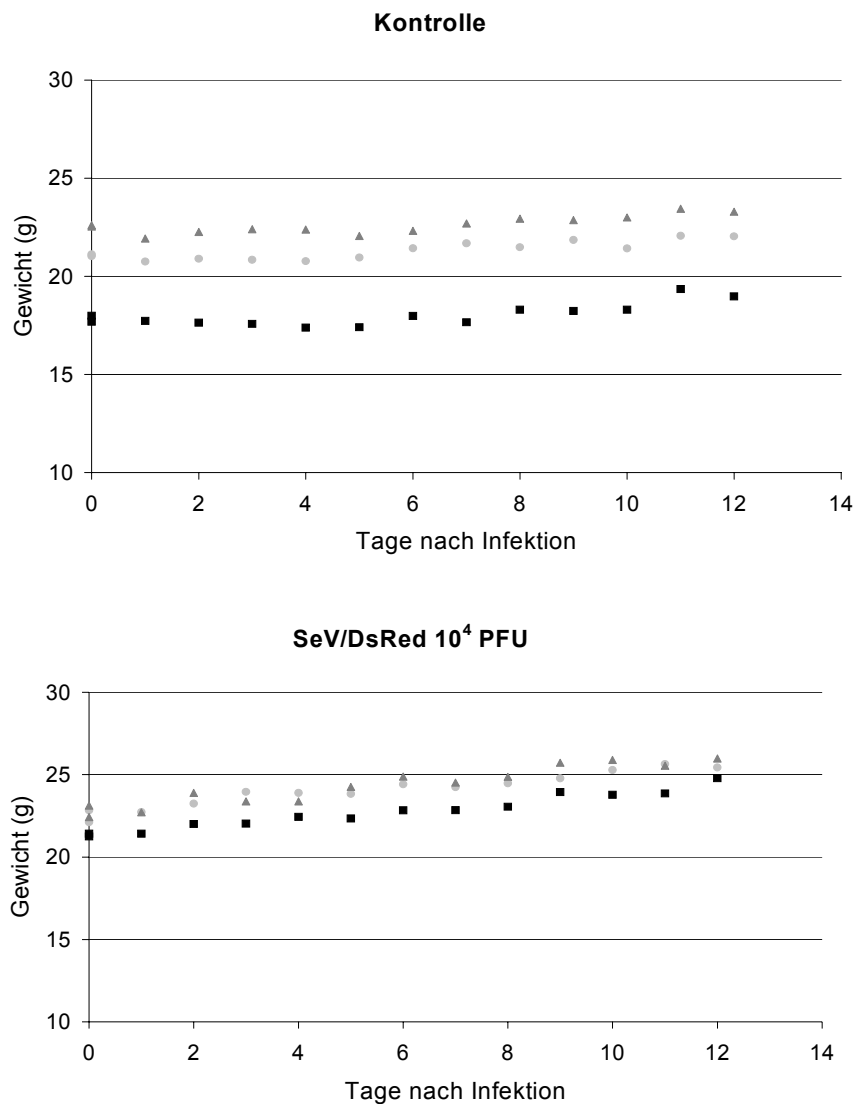 Kontrolle
30
25
20
15
10
Gewicht (g)
0 2 4 6 8 10 12 14
Tage nach Infektion
SeV/DsRed 10⁴ PFU
30
25
20
15
10
Gewicht (g)
0 2 4 6 8 10 12 14
Tage nach Infektion